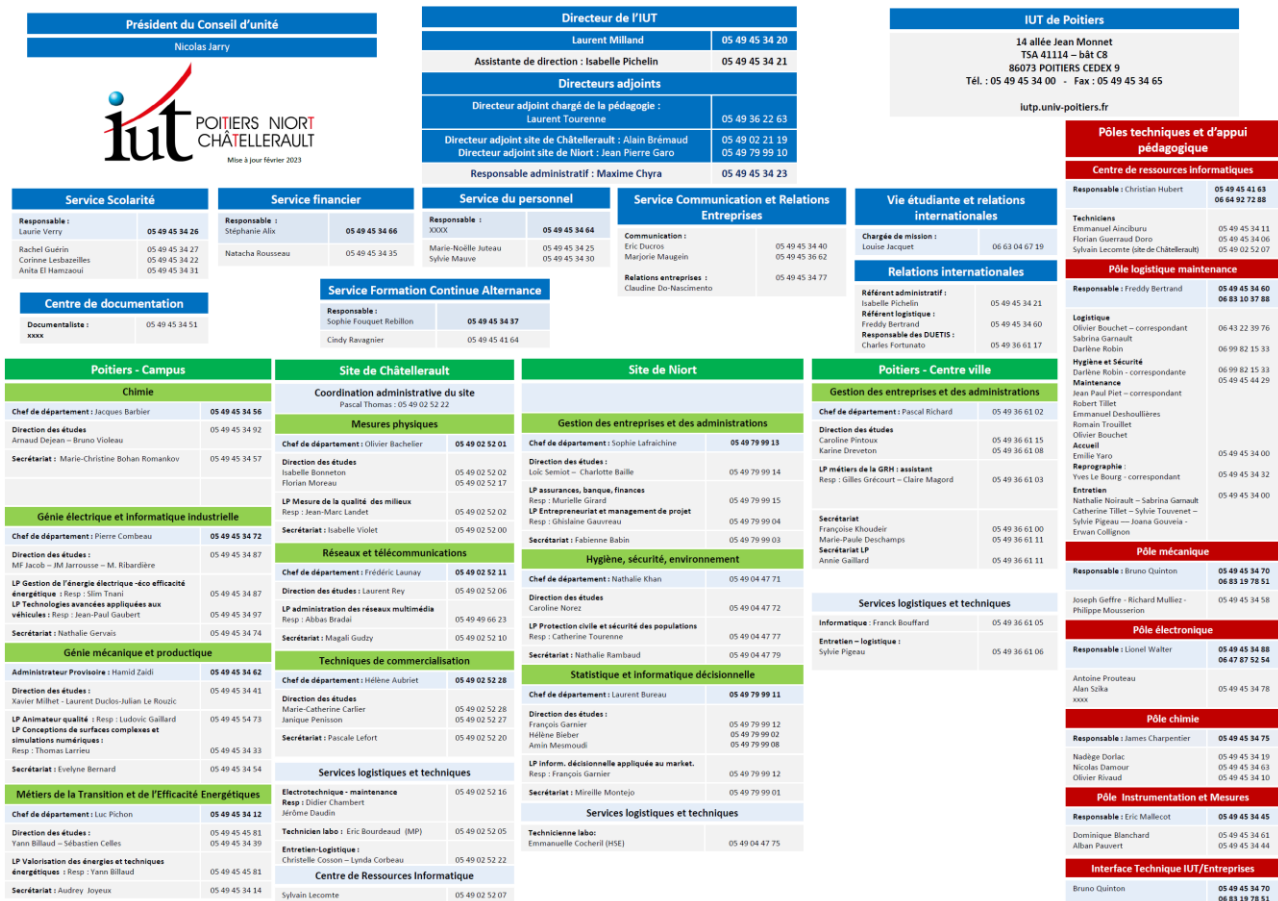 Président du Conseil d'unité
Nicolas Jarry
iut POITIERS NIORT
CHÂTELLERAULT
Mise à jour février 2023
Directeur de l'IUT
Laurent Milland 05 49 45 34 20
Assistante de direction : Isabelle Pichelin 05 49 45 34 21
Directeurs adjoints
Directeur adjoint chargé de la pédagogie :
Laurent Tourenne 05 49 36 22 63
Directeur adjoint site de Châtellerault : Alain Brémaud 05 49 02 21 19
Directeur adjoint site de Niort : Jean Pierre Garo 05 49 79 99 10
Responsable administratif : Maxime Chyra 05 49 45 34 23
IUT de Poitiers
14 allée Jean Monnet
TSA 41114 – bât C8
86073 POITIERS CEDEX 9
Tél. : 05 49 45 34 00 - Fax : 05 49 45 34 65
iutp.univ-poitiers.fr
Service Scolarité
Responsable :
Laurie Verry 05 49 45 34 26
Rachel Guérin 05 49 45 34 27
Corinne Lesbazeilles 05 49 45 34 22
Anita El Hamzaoui 05 49 45 34 31
Service financier
Responsable :
Stéphanie Alix 05 49 45 34 66
Natacha Rousseau 05 49 45 34 35
Service du personnel
Responsable :
XXXX 05 49 45 34 64
Marie-Noëlle Juteau 05 49 45 34 25
Sylvie Mauve 05 49 45 34 30
Service Communication et Relations
Entreprises
Communication :
Eric Ducros 05 49 45 34 40
Marjorie Maugein 05 49 45 36 62
Relations entreprises : 05 49 45 34 77
Claudine Do-Nascimento
Vie étudiante et relations
internationales
Chargée de mission :
Louise Jacquet 06 63 04 67 19
Relations internationales
Référent administratif :
Isabelle Pichelin 05 49 45 34 21
Référent logistique :
Freddy Bertrand 05 49 45 34 60
Responsable des DUETIS :
Charles Fortunato 05 49 36 61 17
Centre de documentation
Documentaliste : 05 49 45 34 51
xxxx
Service Formation Continue Alternance
Responsable :
Sophie Fouquet Rebillon 05 49 45 34 37
Cindy Ravagnier 05 49 45 41 64
Poitiers - Campus
Chimie
Chef de département : Jacques Barbier 05 49 45 34 56
Direction des études 05 49 45 34 92
Arnaud Dejean – Bruno Violeau
Secrétariat : Marie-Christine Bohan Romankov 05 49 45 34 57
Génie électrique et informatique industrielle
Chef de département : Pierre Combeau 05 49 45 34 72
Direction des études : 05 49 45 34 87
MF Jacob – JM Jarrousse – M. Ribardière
LP Gestion de l'énergie électrique -éco efficacité
énergétique : Resp : Slim Tnani 05 49 45 34 87
LP Technologies avancées appliquées aux
véhicules : Resp : Jean-Paul Gaubert 05 49 45 34 97
Secrétariat : Nathalie Gervais 05 49 45 34 74
Génie mécanique et productique
Administrateur Provisoire : Hamid Zaidi 05 49 45 34 62
Direction des études : 05 49 45 34 41
Xavier Milhet - Laurent Duclos-Julian Le Rouzic
LP Animateur qualité : Resp : Ludovic Gaillard 05 49 45 54 73
LP Conceptions de surfaces complexes et
simulations numériques :
Resp : Thomas Larrieu 05 49 45 34 33
Secrétariat : Evelyne Bernard 05 49 45 34 54
Métiers de la Transition et de l'Efficacité Energétiques
Chef de département : Luc Pichon 05 49 45 34 12
Direction des études : 05 49 45 45 81
Yann Billaud – Sébastien Celles 05 49 45 34 39
LP Valorisation des énergies et techniques
énergétiques : Resp : Yann Billaud 05 49 45 45 81
Secrétariat : Audrey Joyeux 05 49 45 34 14
Site de Châtellerault
Coordination administrative du site
Pascal Thomas : 05 49 02 52 22
Mesures physiques
Chef de département : Olivier Bachelier 05 49 02 52 01
Direction des études
Isabelle Bonneton 05 49 02 52 02
Florian Moreau 05 49 02 52 17
LP Mesure de la qualité des milieux
Resp : Jean-Marc Landet 05 49 02 52 02
Secrétariat : Isabelle Violet 05 49 02 52 00
Réseaux et télécommunications
Chef de département : Frédéric Launay 05 49 02 52 11
Direction des études : Laurent Rey 05 49 02 52 06
LP administration des réseaux multimédia
Resp : Abbas Bradai 05 49 49 66 23
Secrétariat : Magali Gudzy 05 49 02 52 10
Techniques de commercialisation
Chef de département : Hélène Aubriet 05 49 02 52 28
Direction des études
Marie-Catherine Carlier 05 49 02 52 28
Janique Penisson 05 49 02 52 27
Secrétariat : Pascale Lefort 05 49 02 52 20
Services logistiques et techniques
Electrotechnique - maintenance 05 49 02 52 16
Resp : Didier Chambert
Jérôme Daudin
Technicien labo : Eric Bourdeaud (MP) 05 49 02 52 05
Entretien-Logistique :
Christelle Cosson – Lynda Corbeau 05 49 02 52 22
Centre de Ressources Informatique
Sylvain Lecomte 05 49 02 52 07
Site de Niort
Gestion des entreprises et des administrations
Chef de département : Sophie Lafraichine 05 49 79 99 13
Direction des études :
Loïc Semiot – Charlotte Baille 05 49 79 99 14
LP assurances, banque, finances
Resp : Murielle Girard 05 49 79 99 15
LP Entrepreneuriat et management de projet
Resp : Ghislaine Gauvreau 05 49 79 99 04
Secrétariat : Fabienne Babin 05 49 79 99 03
Hygiène, sécurité, environnement
Chef de département : Nathalie Khan 05 49 04 47 71
Direction des études
Caroline Norez 05 49 04 47 72
LP Protection civile et sécurité des populations
Resp : Catherine Tourenne 05 49 04 47 77
Secrétariat : Nathalie Rambaud 05 49 04 47 79
Statistique et informatique décisionnelle
Chef de département : Laurent Bureau 05 49 79 99 11
Direction des études :
François Garnier 05 49 79 99 12
Hélène Bieber 05 49 79 99 02
Amin Mesmoudi 05 49 79 99 08
LP inform. décisionnelle appliquée au market.
Resp : François Garnier 05 49 79 99 12
Secrétariat : Mireille Montejo 05 49 79 99 01
Services logistiques et techniques
Technicienne labo:
Emmanuelle Cocheril (HSE) 05 49 04 47 75
Poitiers - Centre ville
Gestion des entreprises et des administrations
Chef de département : Pascal Richard 05 49 36 61 02
Direction des études
Caroline Pintoux 05 49 36 61 15
Karine Dreveton 05 49 36 61 08
LP métiers de la GRH : assistant
Resp : Gilles Grécourt – Claire Magord 05 49 36 61 03
Secrétariat
Françoise Khoudeir 05 49 36 61 00
Marie-Paule Deschamps 05 49 36 61 11
Secrétariat LP
Annie Gaillard 05 49 36 61 11
Services logistiques et techniques
Informatique : Franck Bouffard 05 49 36 61 05
Entretien – logistique :
Sylvie Pigeau 05 49 36 61 06
Pôles techniques et d'appui
pédagogique
Centre de ressources informatiques
Responsable : Christian Hubert 05 49 45 41 63
06 64 92 72 88
Techniciens
Emmanuel Ainciburu 05 49 45 34 11
Florian Guerraud Doro 05 49 45 34 06
Sylvain Lecomte (site de Châtellerault) 05 49 02 52 07
Pôle logistique maintenance
Responsable : Freddy Bertrand 05 49 45 34 60
06 83 10 37 88
Logistique
Olivier Bouchet – correspondant 06 43 22 39 76
Sabrina Garnault
Darlène Robin 06 99 82 15 33
Hygiène et Sécurité
Darlène Robin - correspondante 06 99 82 15 33
Maintenance 05 49 45 44 29
Jean Paul Piet – correspondant
Robert Tillet
Emmanuel Deshoullières
Romain Trouillet
Olivier Bouchet
Accueil
Emilie Yaro 05 49 45 34 00
Reprographie :
Yves Le Bourg - correspondant 05 49 45 34 32
Entretien
Nathalie Noirault – Sabrina Garnault 05 49 45 34 00
Catherine Tillet – Sylvie Touvenet –
Sylvie Pigeau –– Joana Gouveia -
Erwan Collignon
Pôle mécanique
Responsable : Bruno Quinton 05 49 45 34 70
06 83 19 78 51
Joseph Geffre - Richard Mulliez - 05 49 45 34 58
Philippe Mousserion
Pôle électronique
Responsable : Lionel Walter 05 49 45 34 88
06 47 87 52 54
Antoine Prouteau
Alan Szika 05 49 45 34 78
xxxx
Pôle chimie
Responsable : James Charpentier 05 49 45 34 75
Nadège Dorlac 05 49 45 34 19
Nicolas Damour 05 49 45 34 63
Olivier Rivaud 05 49 45 34 10
Pôle Instrumentation et Mesures
Responsable : Eric Mallecot 05 49 45 34 45
Dominique Blanchard 05 49 45 34 61
Alban Pauvert 05 49 45 34 44
Interface Technique IUT/Entreprises
Bruno Quinton 05 49 45 34 70
06 83 19 78 51